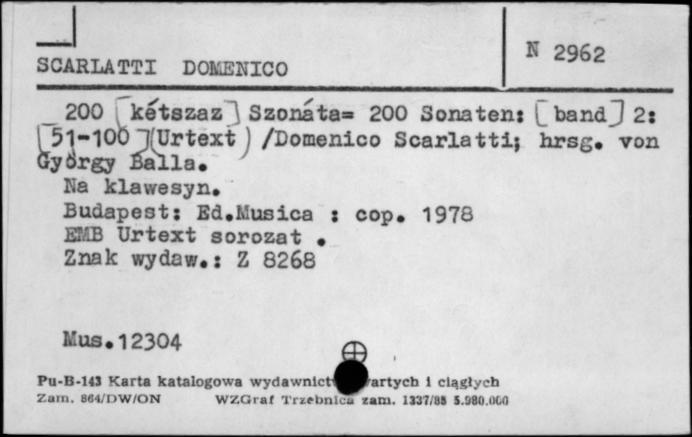 N 2962
SCARLATTI DOMENICO
200 [kétszaz] Szonáta= 200 Sonaten: [band] 2:
[51-100](Urtext) /Domenico Scarlatti; hrsg. von
György Balla.
Na klawesyn.
Budapest: Ed.Musica : cop. 1978
EMB Urtext sorozat .
Znak wydaw.: Z 8268
Mus.12304
Pu-B-143 Karta katalogowa wydawnict artych i ciągłych
Zam. 864/DW/ON WZGraf Trzebnica zam. 1337/88 5.980.000